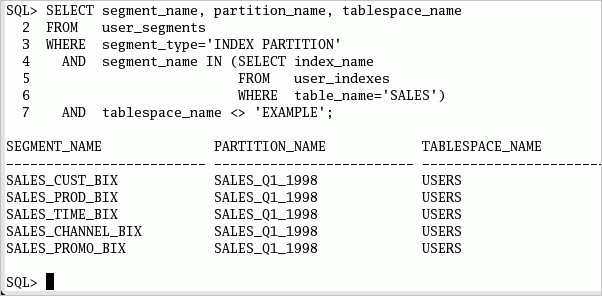 SQL> SELECT segment_name, partition_name, tablespace_name
2 FROM user_segments
3 WHERE segment_type='INDEX PARTITION'
4 AND segment_name IN (SELECT index_name
5 FROM user_indexes
6 WHERE table_name='SALES')
7 AND tablespace_name <> 'EXAMPLE';
SEGMENT_NAME PARTITION_NAME TABLESPACE_NAME
------------------------- ------------------------- -----------------------
SALES_CUST_BIX SALES_Q1_1998 USERS
SALES_PROD_BIX SALES_Q1_1998 USERS
SALES_TIME_BIX SALES_Q1_1998 USERS
SALES_CHANNEL_BIX SALES_Q1_1998 USERS
SALES_PROMO_BIX SALES_Q1_1998 USERS
SQL>